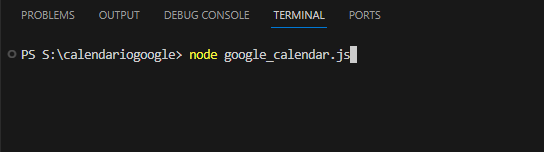 PROBLEMS OUTPUT DEBUG CONSOLE TERMINAL PORTS
PS S:\calendariogoogle> node google_calendar.js